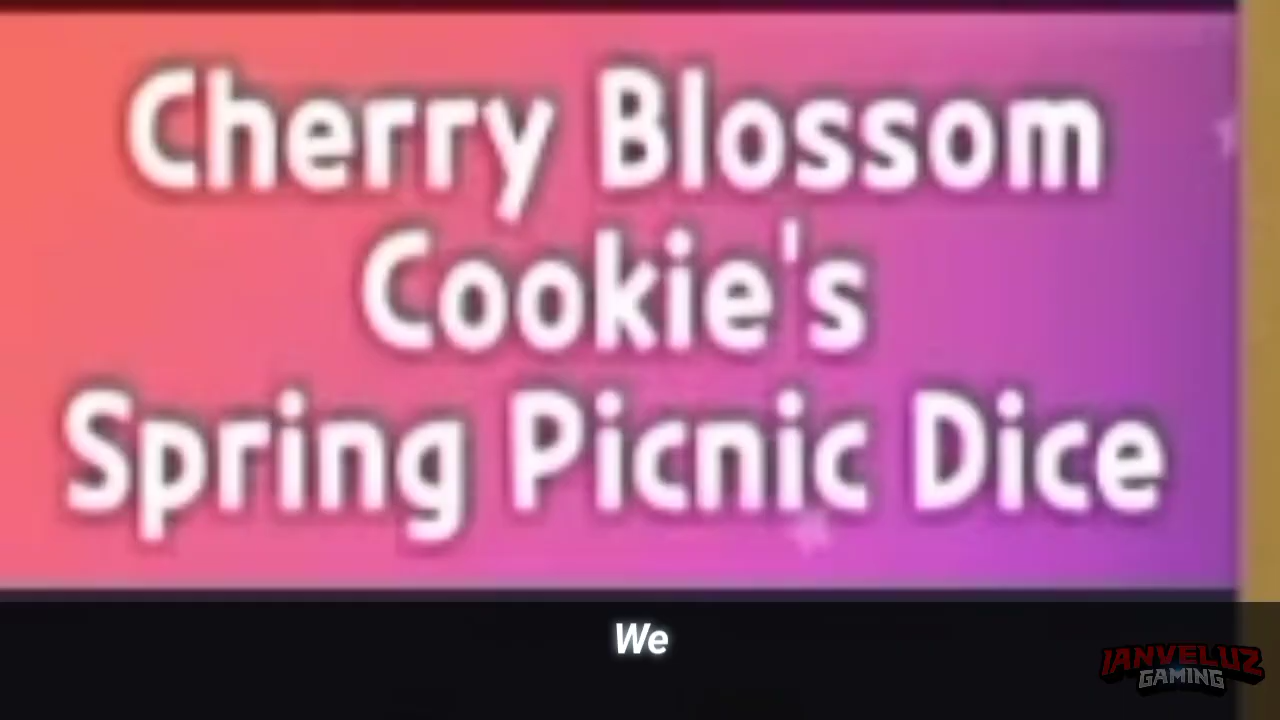 Cherry Blossom
Cookie's
Spring Picnic Dice
We
IANVELUZ
GAMING